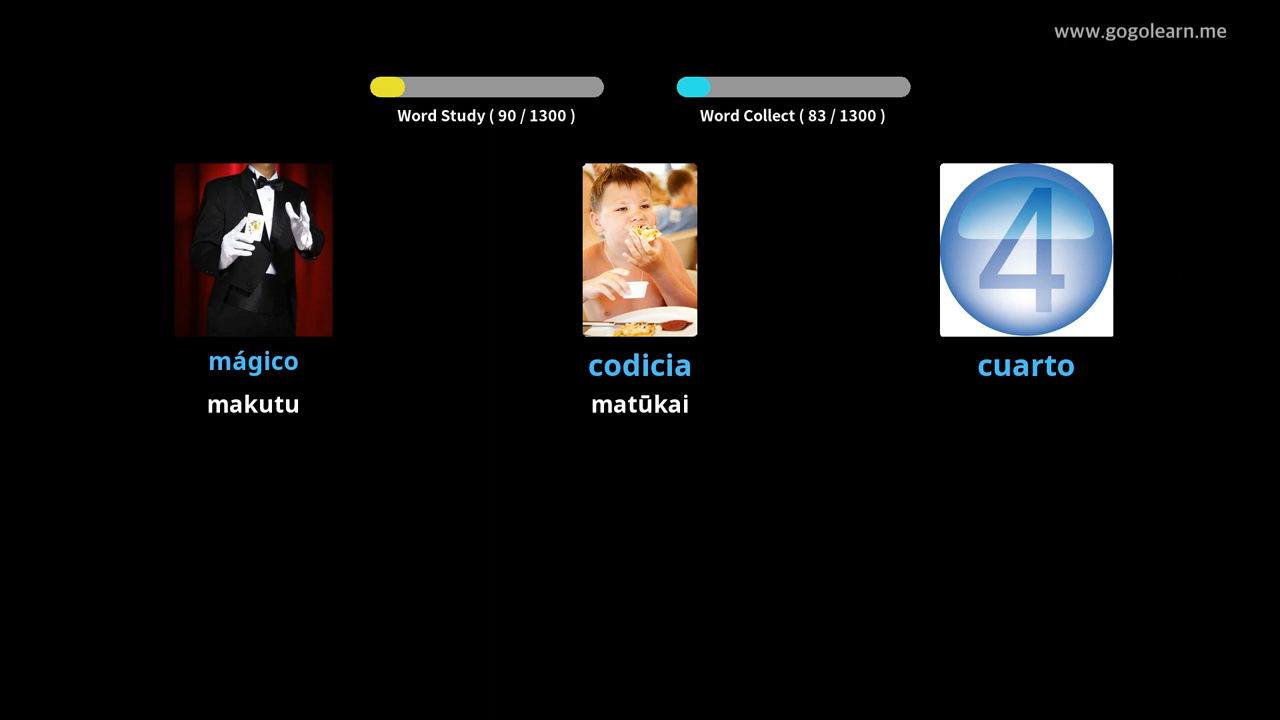 www.gogolearn.me
Word Study ( 90 / 1300 )
Word Collect ( 83 / 1300 )
4
mágico
codicia
cuarto
makutu
matūkai